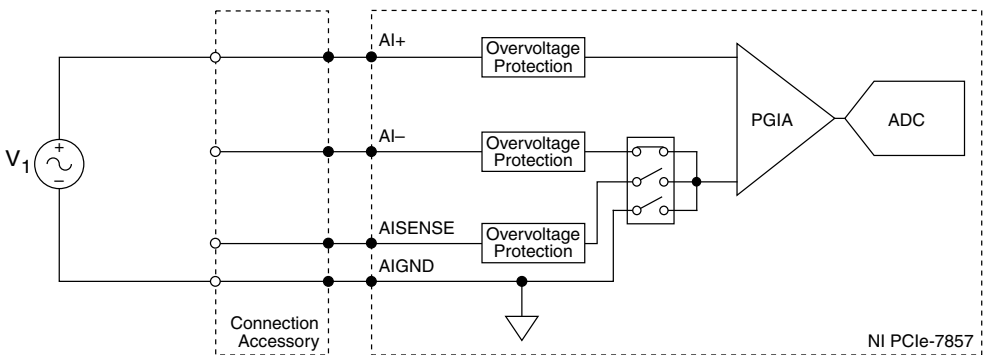 AI+
Overvoltage
Protection
PGIA
ADC
AI–
Overvoltage
Protection
V1
+
–
AISENSE
Overvoltage
Protection
AIGND
Connection
Accessory
NI PCIe-7857